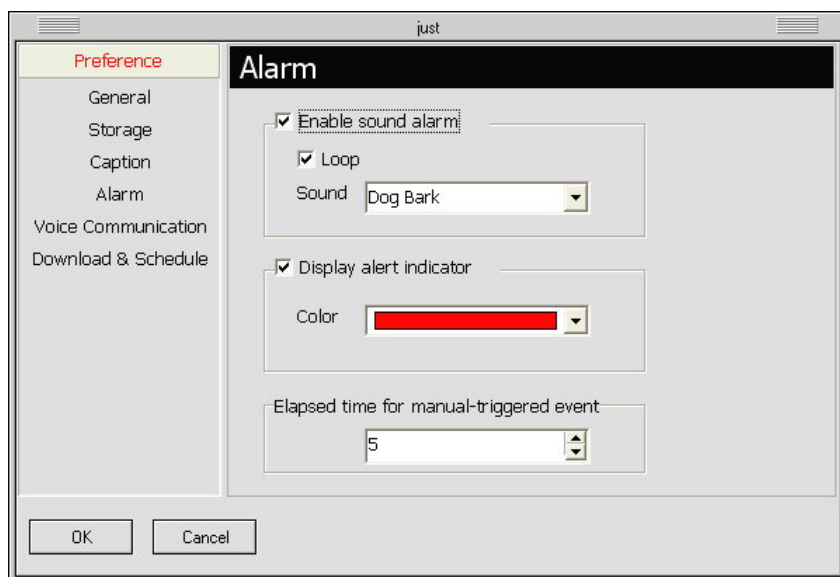 just
Preference
General
Storage
Caption
Alarm
Voice Communication
Download & Schedule
Alarm
Enable sound alarm
Loop
Sound Dog Bark
Display alert indicator
Color
Elapsed time for manual-triggered event
5
OK Cancel